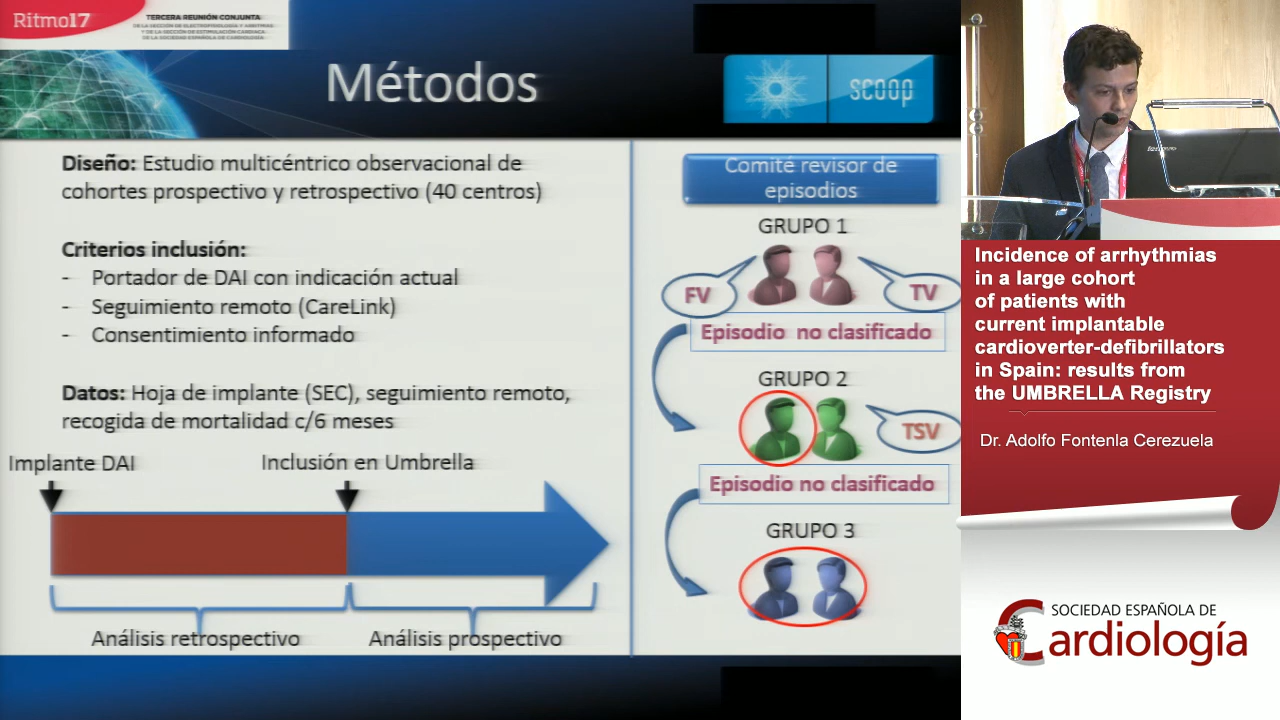 Ritmo17
TERCERA REUNIÓN CONJUNTA
DE LA SECCIÓN DE ELECTROFISIOLOGÍA Y ARRITMIAS
Y DE LA SECCIÓN DE ESTIMULACIÓN CARDIACA
DE LA SOCIEDAD ESPAÑOLA DE CARDIOLOGÍA
Métodos
scoop
Diseño: Estudio multicéntrico observacional de
cohortes prospectivo y retrospectivo (40 centros)
Criterios inclusión:
- Portador de DAI con indicación actual
- Seguimiento remoto (CareLink)
- Consentimiento informado
Datos: Hoja de implante (SEC), seguimiento remoto,
recogida de mortalidad c/6 meses
Implante DAI
Inclusión en Umbrella
Análisis retrospectivo
Análisis prospectivo
Comité revisor de
episodios
GRUPO 1
FV
TV
Episodio no clasificado
GRUPO 2
TSV
Episodio no clasificado
GRUPO 3
lenovo
Incidence of arrhythmias
in a large cohort
of patients with
current implantable
cardioverter-defibrillators
in Spain: results from
the UMBRELLA Registry
Dr. Adolfo Fontenla Cerezuela
SOCIEDAD ESPAÑOLA DE
Cardiología